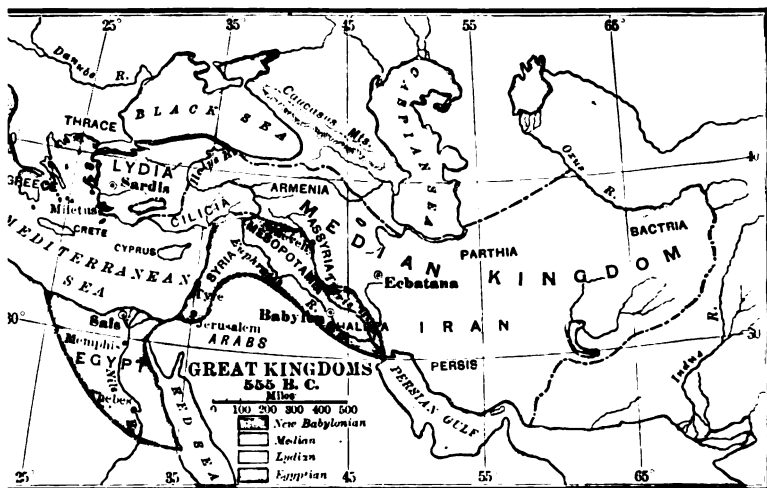 25° 35° 45 55° 65°
Danube R.
THRACE
BLACK SEA
Caucasus Mts.
CASPIAN SEA
Oxus R.
40
LYDIA
Sardis
Halys R.
ARMENIA
GREECE
Miletus
CILICIA
MEDIAN KINGDOM
ASSYRIA
MESOPOTAMIA
PARTHIA
BACTRIA
CRETE
CYPRUS
MEDITERRANEAN SEA
SYRIA
Ecbatana
Tyre
Babylon
CHALDEA
IRAN
30
Sais
Jerusalem
ARABS
Memphis
EGYPT
Nile
Thebes
RED SEA
PERSIS
PERSIAN GULF
Indus R.
GREAT KINGDOMS
555 B.C.
Miles
0 100 200 300 400 500
New Babylonian
Median
Lydian
Egyptian
25 35 45 55 65